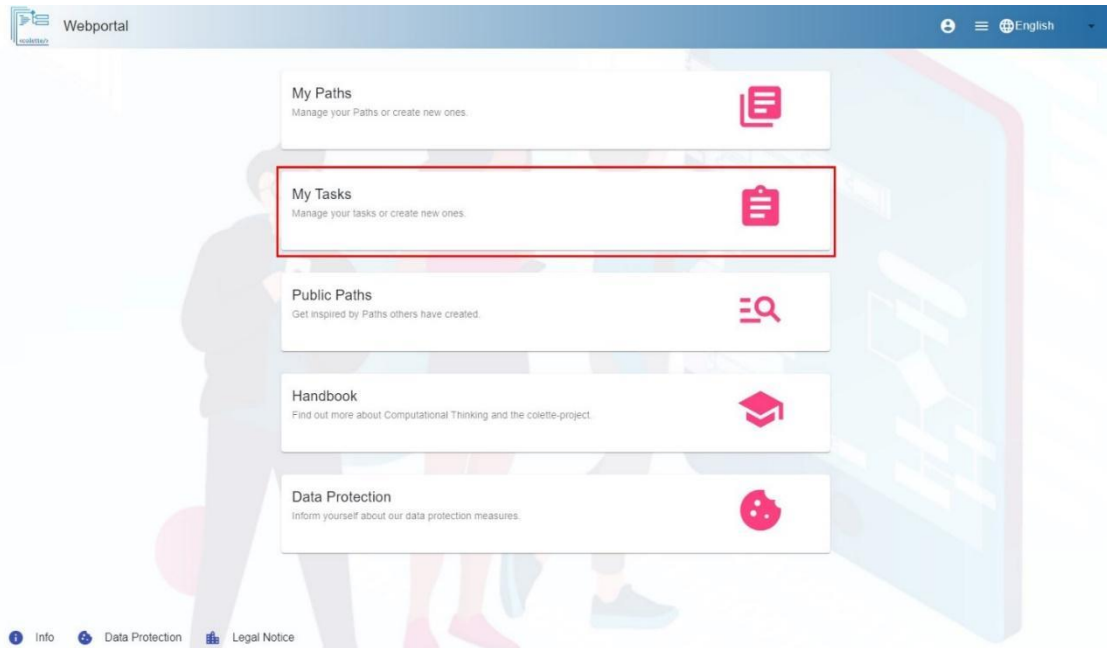 <colette/>
Webportal
English
My Paths
Manage your Paths or create new ones.
My Tasks
Manage your tasks or create new ones.
Public Paths
Get inspired by Paths others have created.
Handbook
Find out more about Computational Thinking and the colette-project.
Data Protection
Inform yourself about our data protection measures.
Info
Data Protection
Legal Notice